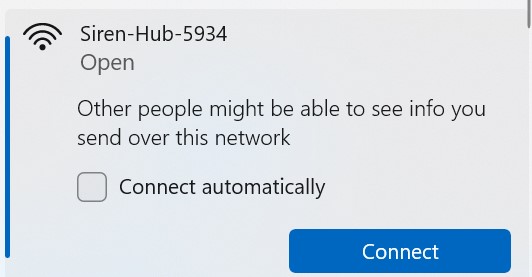 Siren-Hub-5934
Open
Other people might be able to see info you
send over this network
Connect automatically
Connect